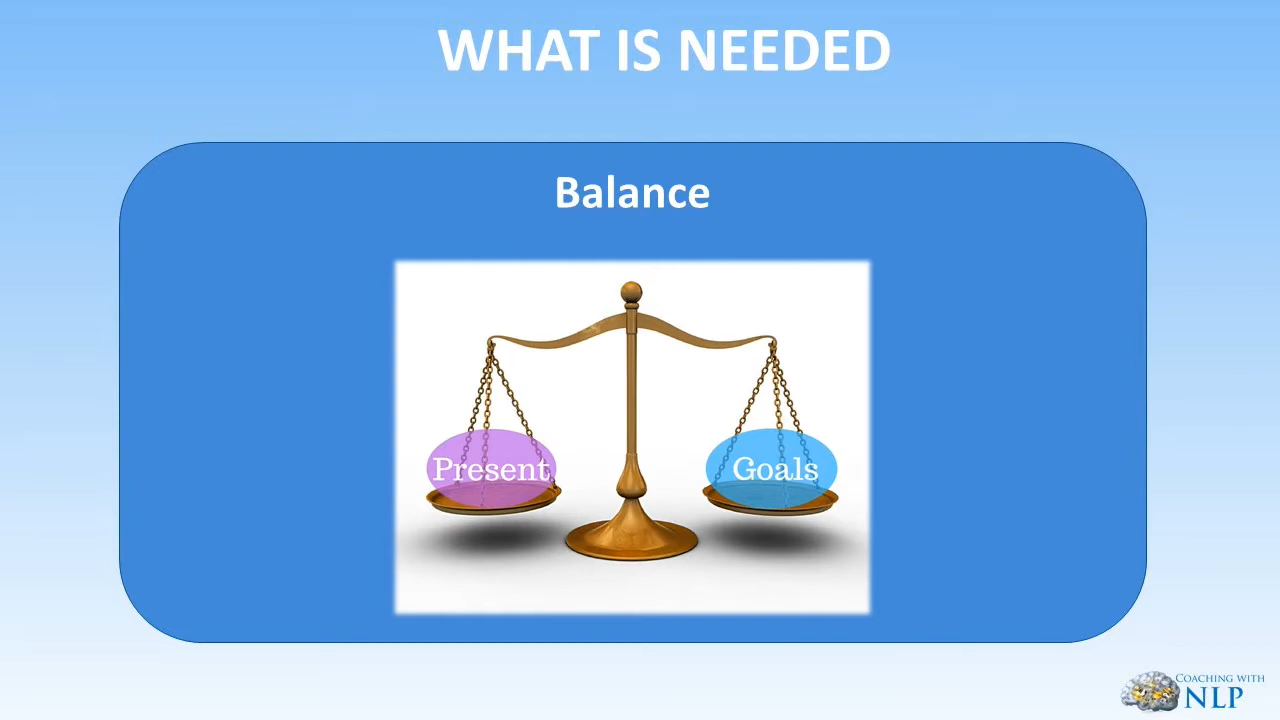 WHAT IS NEEDED
Balance
Present
Goals
COACHING WITH
NLP